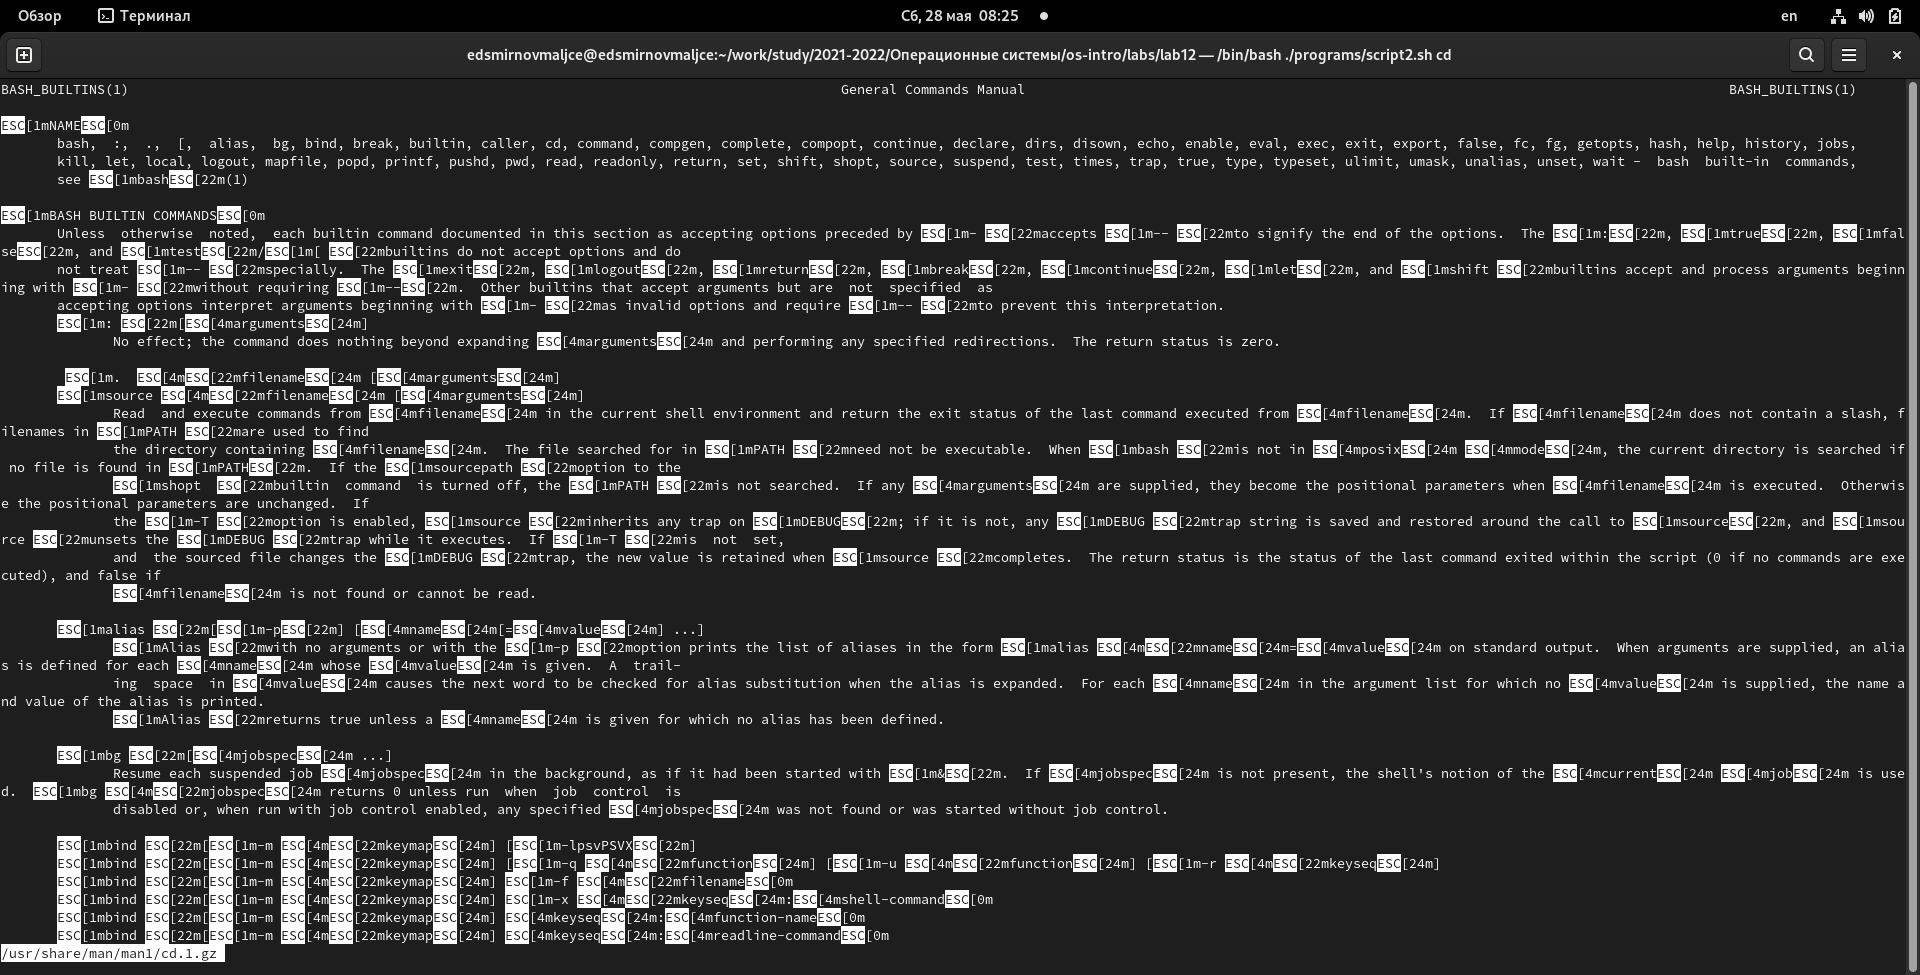 Обзор Терминал Сб, 28 мая 08:25 en
edsmirnovmaljce@edsmirnovmaljce:~/work/study/2021-2022/Операционные системы/os-intro/labs/lab12 — /bin/bash ./programs/script2.sh cd
BASH_BUILTINS(1) General Commands Manual BASH_BUILTINS(1)
ESC[1mNAMEESC[0m
bash, :, ., [, alias, bg, bind, break, builtin, caller, cd, command, compgen, complete, compopt, continue, declare, dirs, disown, echo, enable, eval, exec, exit, export, false, fc, fg, getopts, hash, help, history, jobs,
kill, let, local, logout, mapfile, popd, printf, pushd, pwd, read, readonly, return, set, shift, shopt, source, suspend, test, times, trap, true, type, typeset, ulimit, umask, unalias, unset, wait - bash built-in commands,
see ESC[1mbashESC[22m(1)
ESC[1mBASH BUILTIN COMMANDSESC[0m
Unless otherwise noted, each builtin command documented in this section as accepting options preceded by ESC[1m- ESC[22maccepts ESC[1m-- ESC[22mto signify the end of the options. The ESC[1m:ESC[22m, ESC[1mtrueESC[22m, ESC[1mfal
seESC[22m, and ESC[1mtestESC[22m/ESC[1m[ ESC[22mbuiltins do not accept options and do
not treat ESC[1m-- ESC[22mspecially. The ESC[1mexitESC[22m, ESC[1mlogoutESC[22m, ESC[1mreturnESC[22m, ESC[1mbreakESC[22m, ESC[1mcontinueESC[22m, ESC[1mletESC[22m, and ESC[1mshift ESC[22mbuiltins accept and process arguments beginn
ing with ESC[1m- ESC[22mwithout requiring ESC[1m--ESC[22m. Other builtins that accept arguments but are not specified as
accepting options interpret arguments beginning with ESC[1m- ESC[22mas invalid options and require ESC[1m-- ESC[22mto prevent this interpretation.
ESC[1m: ESC[22m[ESC[4margumentsESC[24m]
No effect; the command does nothing beyond expanding ESC[4margumentsESC[24m and performing any specified redirections. The return status is zero.
ESC[1m. ESC[4mESC[22mfilenameESC[24m [ESC[4margumentsESC[24m]
ESC[1msource ESC[4mESC[22mfilenameESC[24m [ESC[4margumentsESC[24m]
Read and execute commands from ESC[4mfilenameESC[24m in the current shell environment and return the exit status of the last command executed from ESC[4mfilenameESC[24m. If ESC[4mfilenameESC[24m does not contain a slash, f
ilenames in ESC[1mPATH ESC[22mare used to find
the directory containing ESC[4mfilenameESC[24m. The file searched for in ESC[1mPATH ESC[22mneed not be executable. When ESC[1mbash ESC[22mis not in ESC[4mposixESC[24m ESC[4mmodeESC[24m, the current directory is searched if
no file is found in ESC[1mPATHESC[22m. If the ESC[1msourcepath ESC[22moption to the
ESC[1mshopt ESC[22mbuiltin command is turned off, the ESC[1mPATH ESC[22mis not searched. If any ESC[4margumentsESC[24m are supplied, they become the positional parameters when ESC[4mfilenameESC[24m is executed. Otherwis
e the positional parameters are unchanged. If
the ESC[1m-T ESC[22moption is enabled, ESC[1msource ESC[22minherits any trap on ESC[1mDEBUGESC[22m; if it is not, any ESC[1mDEBUG ESC[22mtrap string is saved and restored around the call to ESC[1msourceESC[22m, and ESC[1msou
rce ESC[22munsets the ESC[1mDEBUG ESC[22mtrap while it executes. If ESC[1m-T ESC[22mis not set,
and the sourced file changes the ESC[1mDEBUG ESC[22mtrap, the new value is retained when ESC[1msource ESC[22mcompletes. The return status is the status of the last command exited within the script (0 if no commands are exe
cuted), and false if
ESC[4mfilenameESC[24m is not found or cannot be read.
ESC[1malias ESC[22m[ESC[1m-pESC[22m] [ESC[4mnameESC[24m[=ESC[4mvalueESC[24m] ...]
ESC[1mAlias ESC[22mwith no arguments or with the ESC[1m-p ESC[22moption prints the list of aliases in the form ESC[1malias ESC[4mESC[22mnameESC[24m=ESC[4mvalueESC[24m on standard output. When arguments are supplied, an alia
s is defined for each ESC[4mnameESC[24m whose ESC[4mvalueESC[24m is given. A trail-
ing space in ESC[4mvalueESC[24m causes the next word to be checked for alias substitution when the alias is expanded. For each ESC[4mnameESC[24m in the argument list for which no ESC[4mvalueESC[24m is supplied, the name a
nd value of the alias is printed.
ESC[1mAlias ESC[22mreturns true unless a ESC[4mnameESC[24m is given for which no alias has been defined.
ESC[1mbg ESC[22m[ESC[4mjobspecESC[24m ...]
Resume each suspended job ESC[4mjobspecESC[24m in the background, as if it had been started with ESC[1m&ESC[22m. If ESC[4mjobspecESC[24m is not present, the shell's notion of the ESC[4mcurrentESC[24m ESC[4mjobESC[24m is use
d. ESC[1mbg ESC[4mESC[22mjobspecESC[24m returns 0 unless run when job control is
disabled or, when run with job control enabled, any specified ESC[4mjobspecESC[24m was not found or was started without job control.
ESC[1mbind ESC[22m[ESC[1m-m ESC[4mESC[22mkeymapESC[24m] [ESC[1m-lpsvPSVXESC[22m]
ESC[1mbind ESC[22m[ESC[1m-m ESC[4mESC[22mkeymapESC[24m] [ESC[1m-q ESC[4mESC[22mfunctionESC[24m] [ESC[1m-u ESC[4mESC[22mfunctionESC[24m] [ESC[1m-r ESC[4mESC[22mkeyseqESC[24m]
ESC[1mbind ESC[22m[ESC[1m-m ESC[4mESC[22mkeymapESC[24m] ESC[1m-f ESC[4mESC[22mfilenameESC[0m
ESC[1mbind ESC[22m[ESC[1m-m ESC[4mESC[22mkeymapESC[24m] ESC[1m-x ESC[4mESC[22mkeyseqESC[24m:ESC[4mshell-commandESC[0m
ESC[1mbind ESC[22m[ESC[1m-m ESC[4mESC[22mkeymapESC[24m] ESC[4mkeyseqESC[24m:ESC[4mfunction-nameESC[0m
ESC[1mbind ESC[22m[ESC[1m-m ESC[4mESC[22mkeymapESC[24m] ESC[4mkeyseqESC[24m:ESC[4mreadline-commandESC[0m
/usr/share/man/man1/cd.1.gz